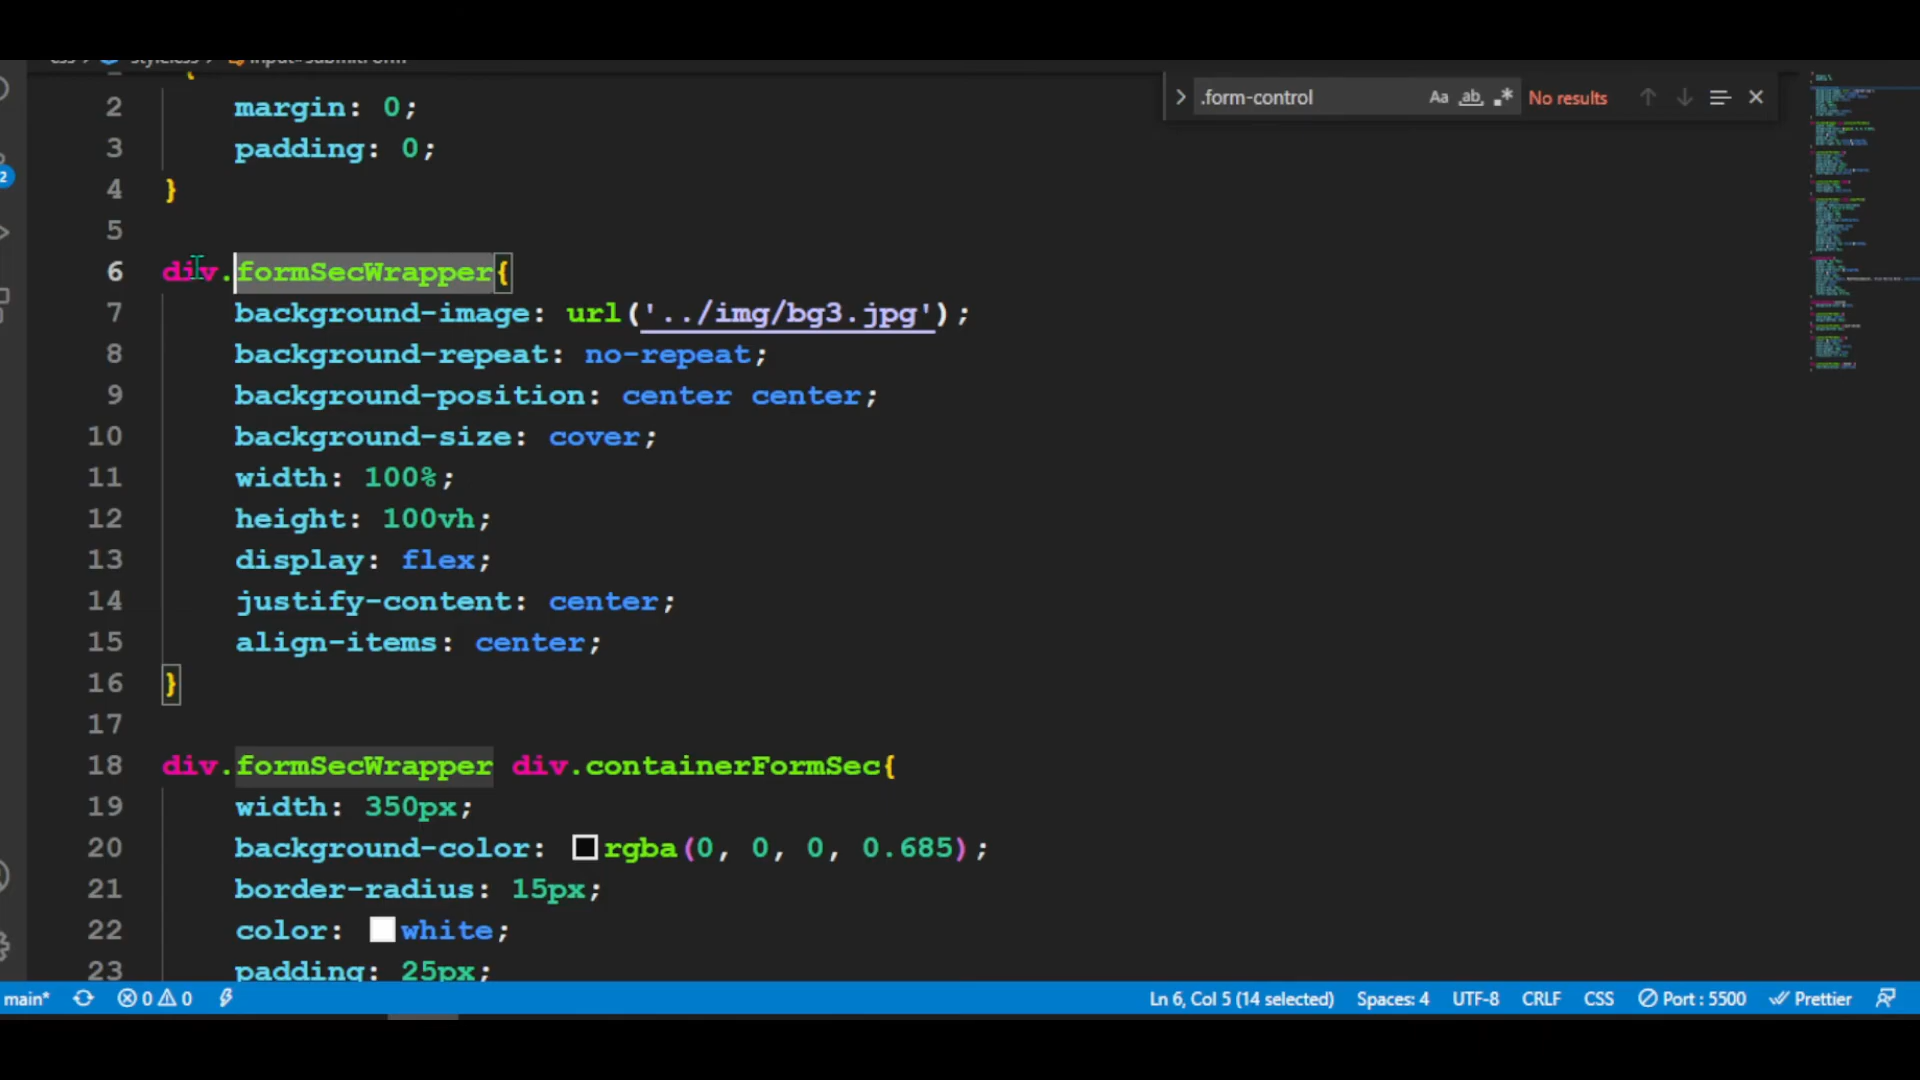 .form-control Aa ab No results
2 margin: 0;
3 padding: 0;
4 }
5
6 div.formSecWrapper{
7 background-image: url('../img/bg3.jpg');
8 background-repeat: no-repeat;
9 background-position: center center;
10 background-size: cover;
11 width: 100%;
12 height: 100vh;
13 display: flex;
14 justify-content: center;
15 align-items: center;
16 }
17
18 div.formSecWrapper div.containerFormSec{
19 width: 350px;
20 background-color: rgba(0, 0, 0, 0.685);
21 border-radius: 15px;
22 color: white;
23 padding: 25px;
main* 0 0 Ln 6, Col 5 (14 selected) Spaces: 4 UTF-8 CRLF CSS Port : 5500 Prettier